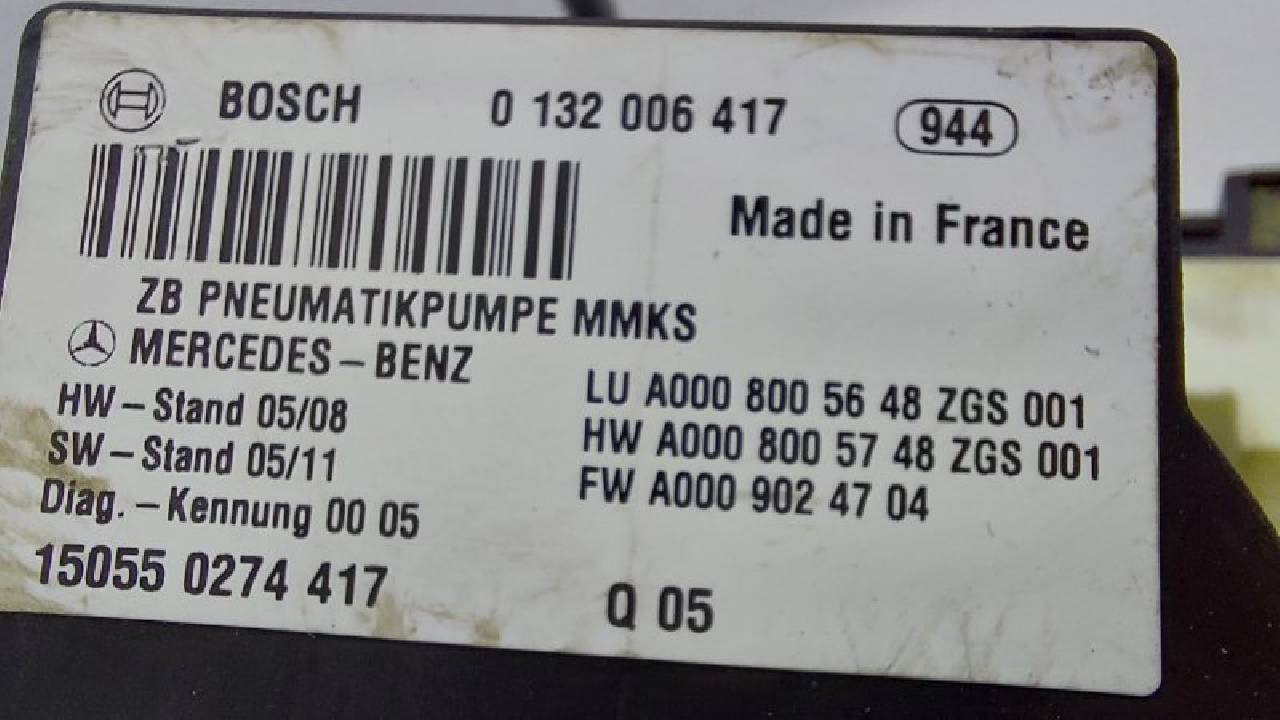 BOSCH 0 132 006 417 944
Made in France
ZB PNEUMATIKPUMPE MMKS
MERCEDES-BENZ
LU A000 800 56 48 ZGS 001
HW-Stand 05/08
HW A000 800 57 48 ZGS 001
SW-Stand 05/11
FW A000 902 47 04
Diag.-Kennung 00 05
15055 0274 417
Q 05